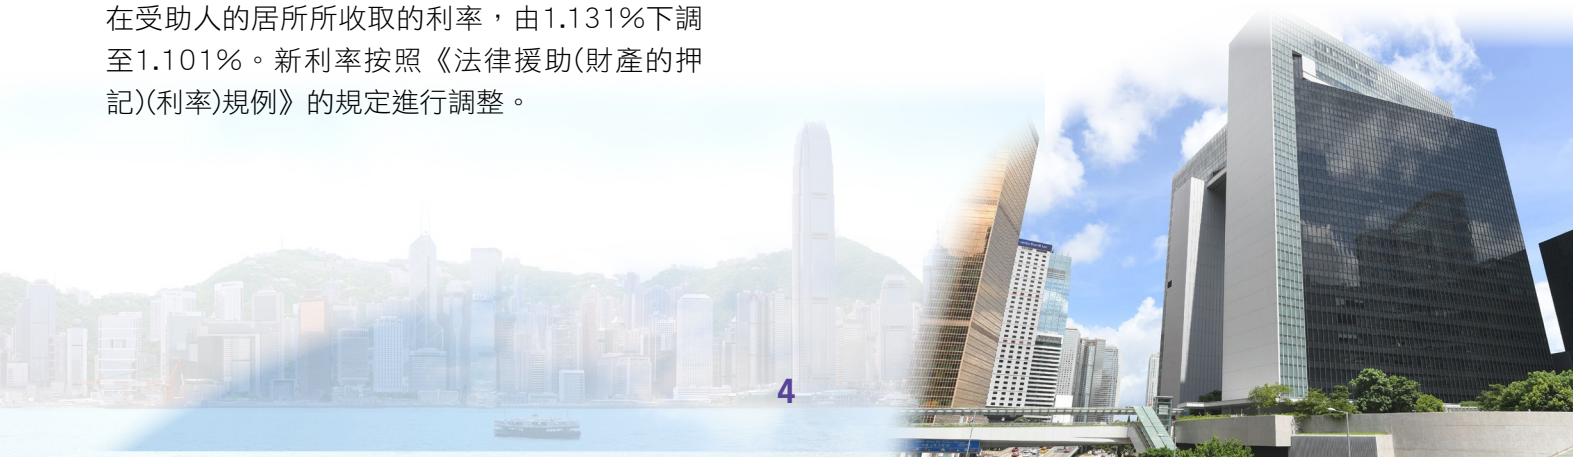 在受助人的居所所收取的利率，由1.131%下調
至1.101%。新利率按照《法律援助(財產的押
記)(利率)規例》的規定進行調整。
4